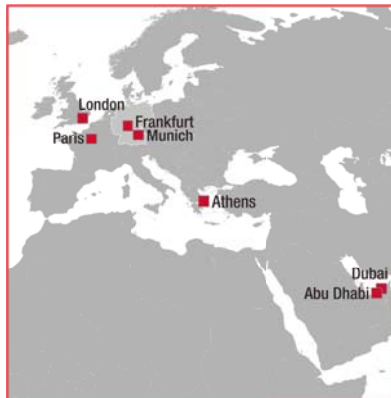 London
Frankfurt
Paris
Munich
Athens
Dubai
Abu Dhabi